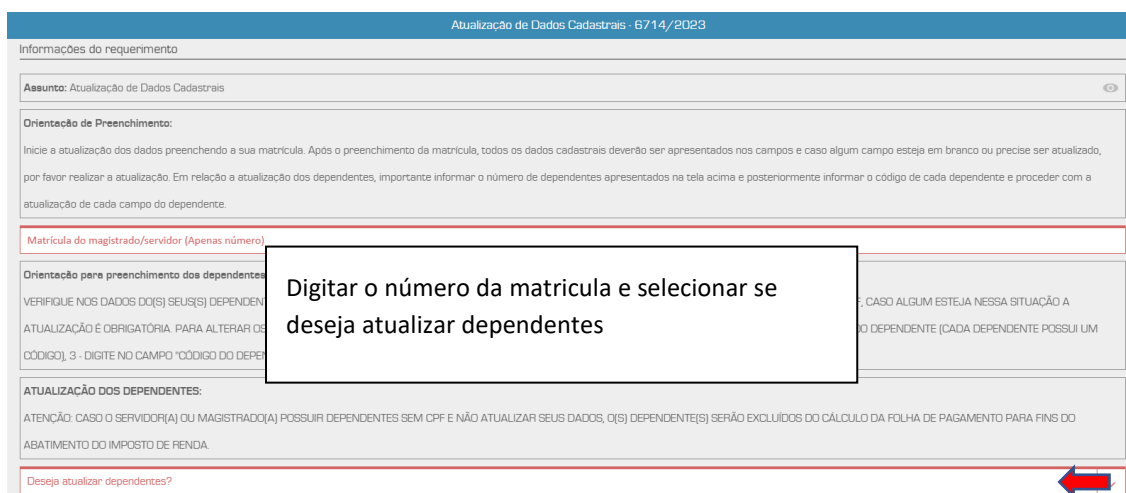 Atualização de Dados Cadastrais - 6714/2023
Informações do requerimento
Assunto: Atualização de Dados Cadastrais
Orientação de Preenchimento:
Inicie a atualização dos dados preenchendo a sua matrícula. Após o preenchimento da matrícula, todos os dados cadastrais deverão ser apresentados nos campos e caso algum campo esteja em branco ou precise ser atualizado,
por favor realizar a atualização. Em relação a atualização dos dependentes, importante informar o número de dependentes apresentados na tela acima e posteriormente informar o código de cada dependente e proceder com a
atualização de cada campo do dependente.
Matrícula do magistrado/servidor (Apenas número)
Orientação para preenchimento dos dependentes
Digitar o número da matricula e selecionar se
deseja atualizar dependentes
VERIFIQUE NOS DADOS DO(S) SEUS(S) CASO ALGUM ESTEJA NESSA SITUAÇÃO A
ATUALIZAÇÃO É OBRIGATÓRIA. PARA ALTERAR OS DO DEPENDENTE (CADA DEPENDENTE POSSUI UM
CÓDIGO), 3 - DIGITE NO CAMPO "CÓDIGO DO
ATUALIZAÇÃO DOS DEPENDENTES:
ATENÇÃO: CASO O SERVIDOR(A) OU MAGISTRADO(A) POSSUIR DEPENDENTES SEM CPF E NÃO ATUALIZAR SEUS DADOS, O(S) DEPENDENTE(S) SERÃO EXCLUÍDOS DO CÁLCULO DA FOLHA DE PAGAMENTO PARA FINS DO
ABATIMENTO DO IMPOSTO DE RENDA.
Deseja atualizar dependentes?